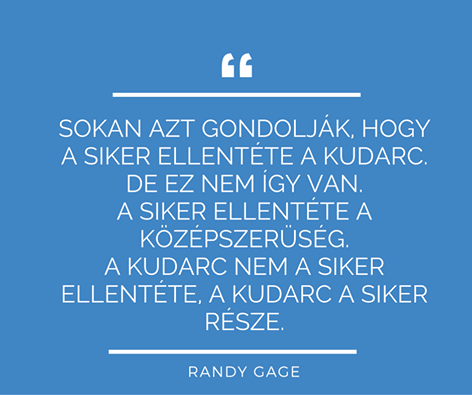 ❝
SOKAN AZT GONDOLJÁK, HOGY
A SIKER ELLENTÉTE A KUDARC.
DE EZ NEM ÍGY VAN.
A SIKER ELLENTÉTE A
KÖZÉPSZERÜSÉG.
A KUDARC NEM A SIKER
ELLENTÉTE, A KUDARC A SIKER
RÉSZE.
RANDY GAGE